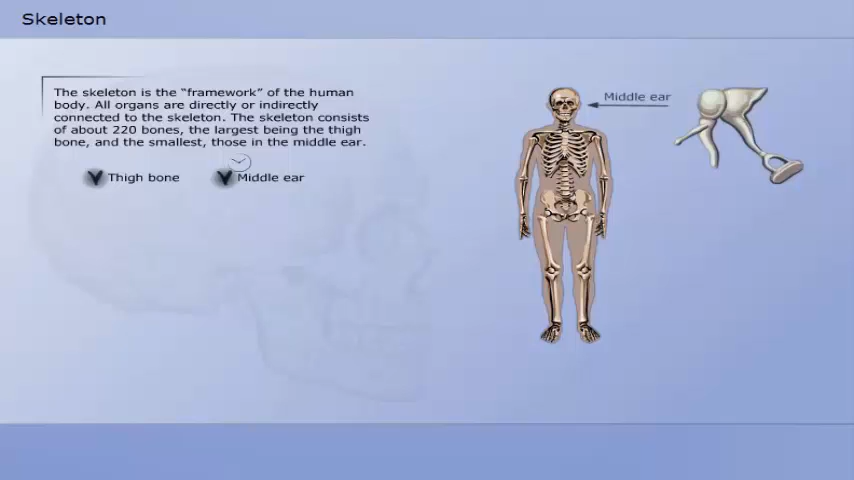 Skeleton
The skeleton is the “framework” of the human
body. All organs are directly or indirectly
connected to the skeleton. The skeleton consists
of about 220 bones, the largest being the thigh
bone, and the smallest, those in the middle ear.
Thigh bone
Middle ear
Middle ear